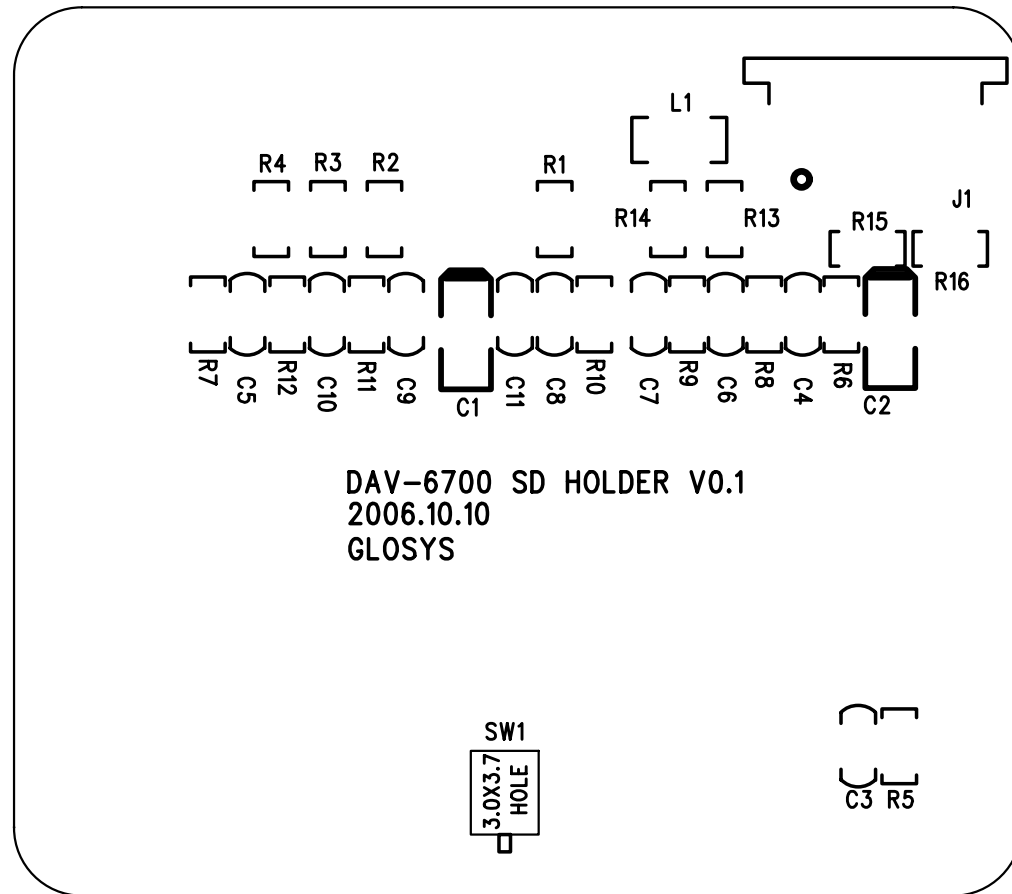 L1
R4 R3 R2 R1
J1
R14 R13 R15
R16
R7 C5 R12 C10 R11 C9 C1 C11 C8 R10 C7 R9 C6 R8 C4 R6 C2
DAV-6700 SD HOLDER V0.1
2006.10.10
GLOSYS
SW1
3.0X3.7
HOLE
C3 R5